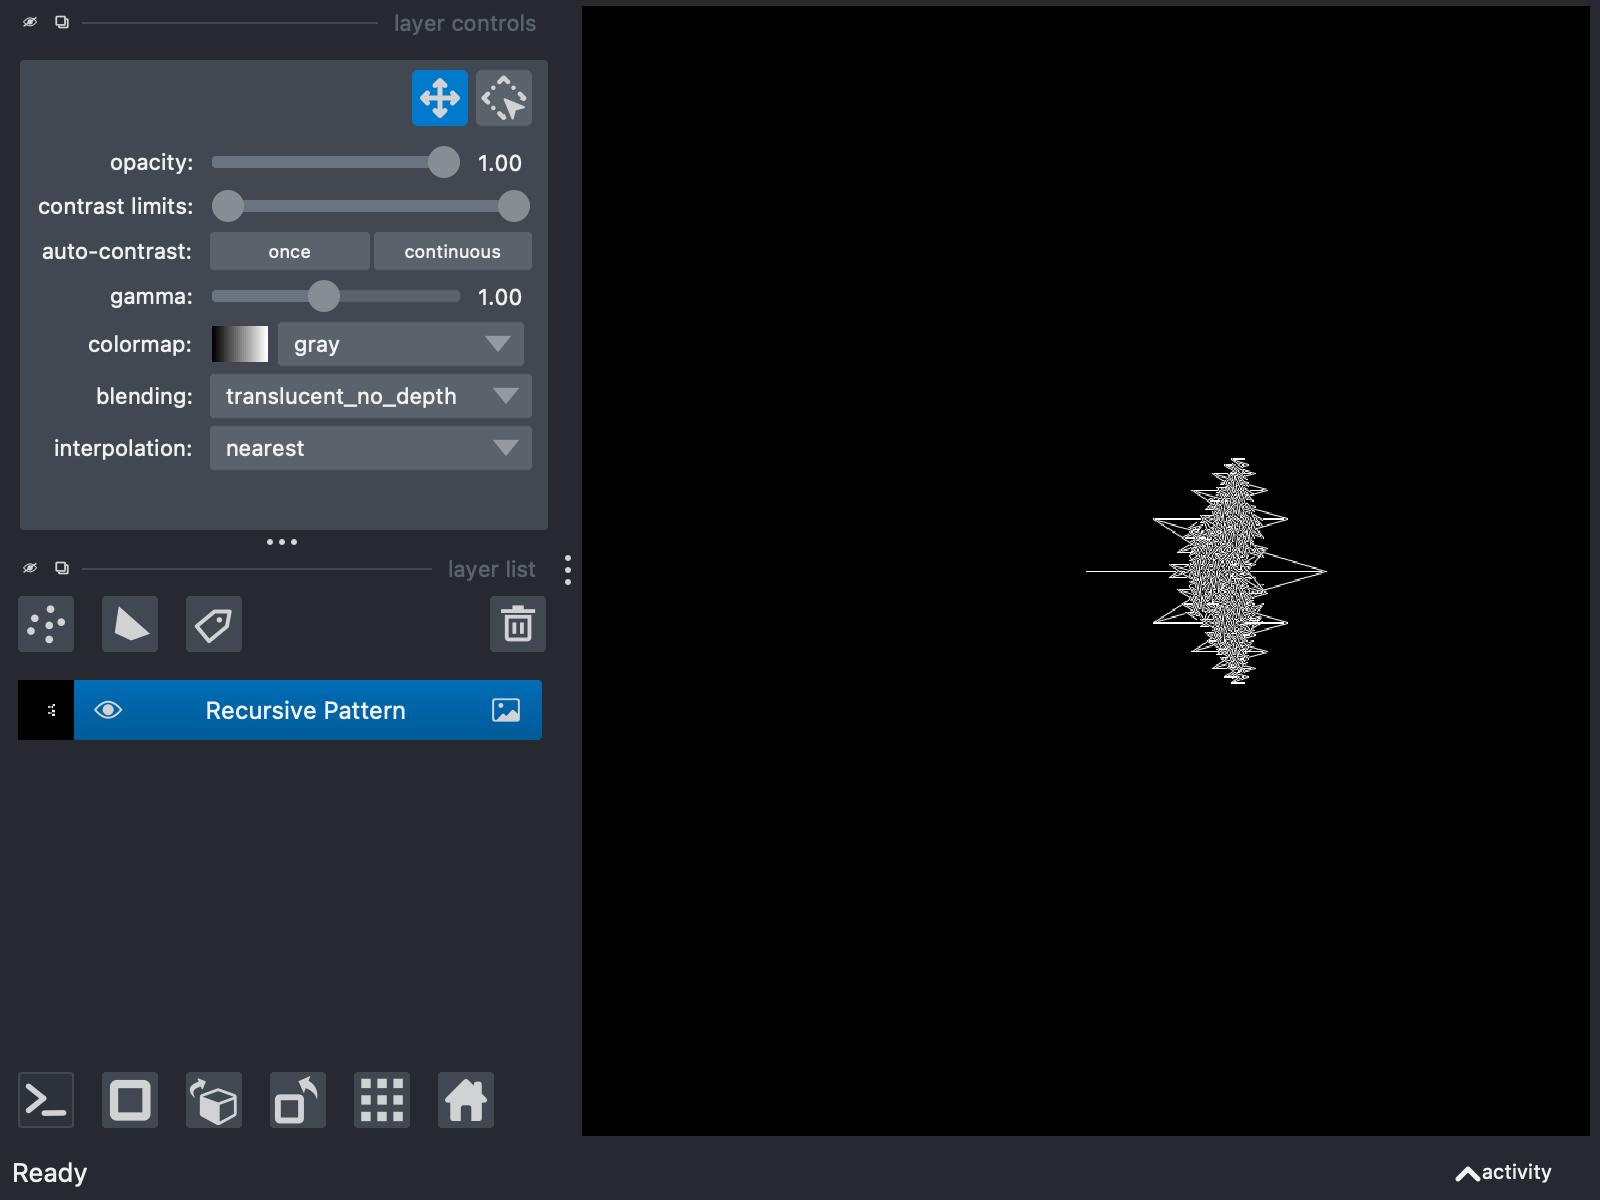 layer controls
opacity: 1.00
contrast limits:
auto-contrast: once continuous
gamma: 1.00
colormap: gray
blending: translucent_no_depth
interpolation: nearest
layer list
Recursive Pattern
Ready
activity